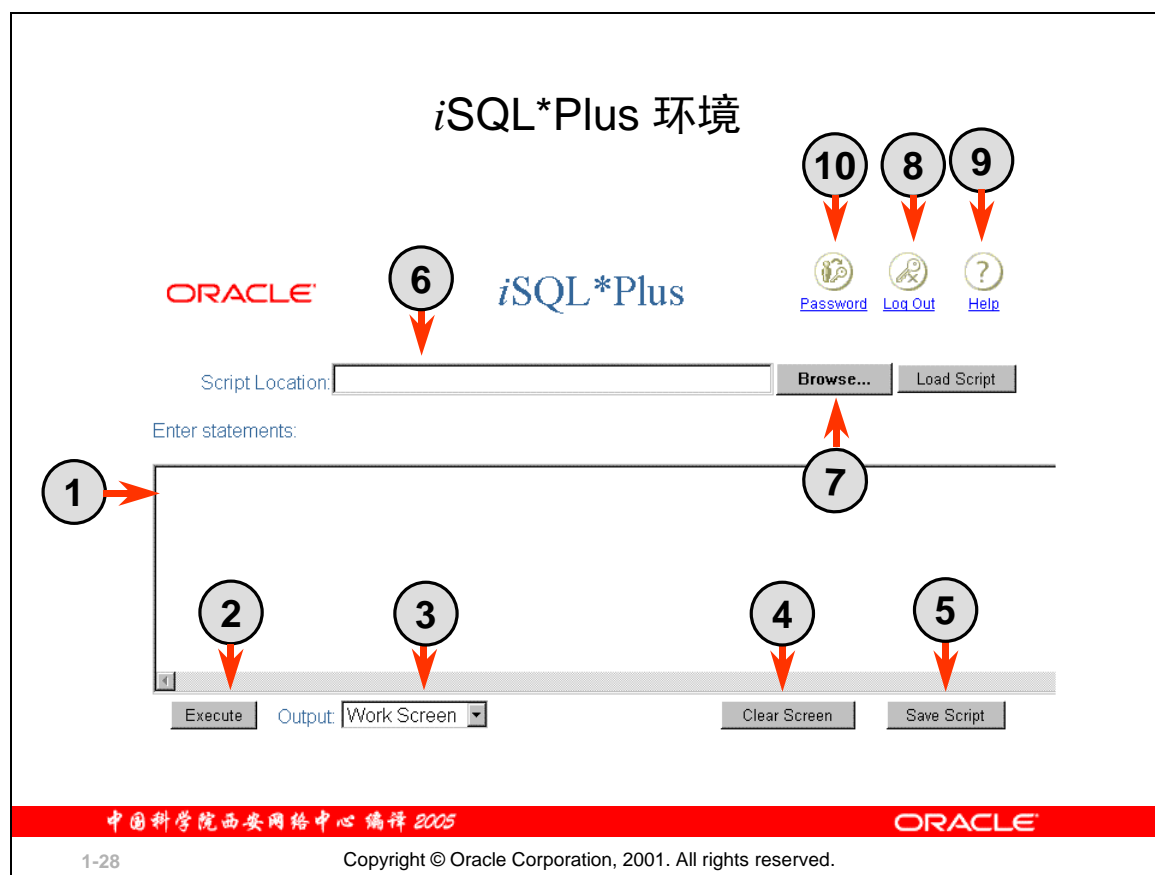 iSQL*Plus 环境
10 8 9
ORACLE 6 iSQL*Plus
Password Log Out Help
Script Location: Browse... Load Script
Enter statements:
1 7
2 3 4 5
Execute Output: Work Screen Clear Screen Save Script
中国科学院西安网络中心 编译 2005 ORACLE
1-28 Copyright © Oracle Corporation, 2001. All rights reserved.